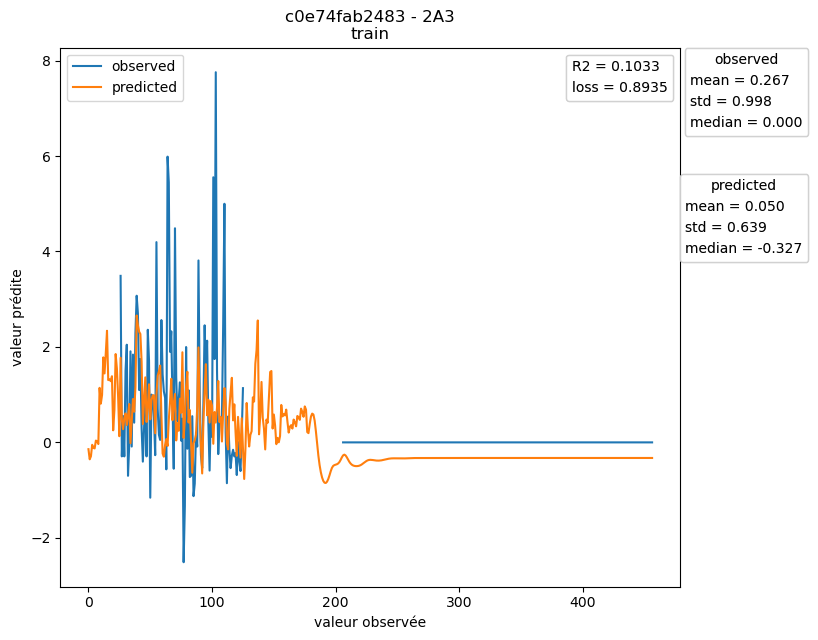 c0e74fab2483 - 2A3
train
observed
predicted
R2 = 0.1033
loss = 0.8935
observed
mean = 0.267
std = 0.998
median = 0.000
predicted
mean = 0.050
std = 0.639
median = -0.327
valeur prédite
8
6
4
2
0
−2
0
100
200
300
400
valeur observée